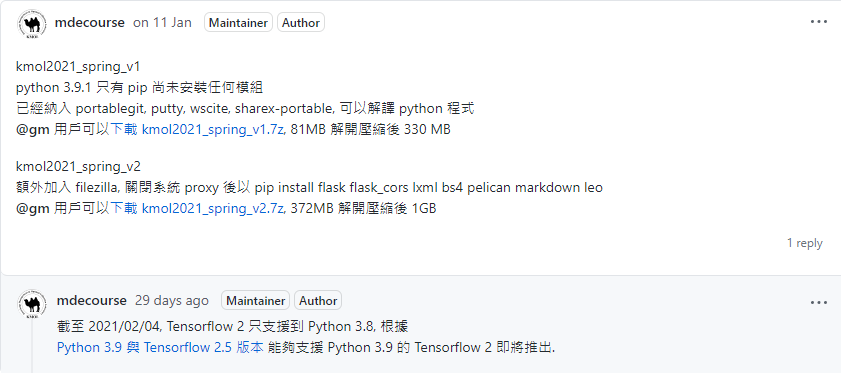 mdecourse on 11 Jan Maintainer Author
kmol2021_spring_v1
python 3.9.1 只有 pip 尚未安裝任何模組
已經納入 portablegit, putty, wscite, sharex-portable, 可以解譯 python 程式
@gm 用戶可以下載 kmol2021_spring_v1.7z, 81MB 解開壓縮後 330 MB
kmol2021_spring_v2
額外加入 filezilla, 關閉系統 proxy 後以 pip install flask flask_cors lxml bs4 pelican markdown leo
@gm 用戶可以下載 kmol2021_spring_v2.7z, 372MB 解開壓縮後 1GB
1 reply
mdecourse 29 days ago Maintainer Author
截至 2021/02/04, Tensorflow 2 只支援到 Python 3.8, 根據
Python 3.9 與 Tensorflow 2.5 版本 能夠支援 Python 3.9 的 Tensorflow 2 即將推出.